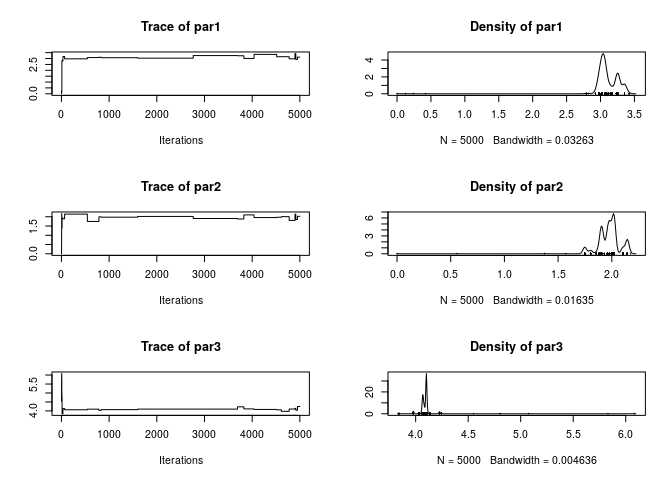 Trace of par1
2.5
0.0
0 1000 2000 3000 4000 5000
Iterations
Density of par1
4
2
0
0.0 0.5 1.0 1.5 2.0 2.5 3.0 3.5
N = 5000 Bandwidth = 0.03263
Trace of par2
1.5
0.0
0 1000 2000 3000 4000 5000
Iterations
Density of par2
6
3
0
0.0 0.5 1.0 1.5 2.0
N = 5000 Bandwidth = 0.01635
Trace of par3
5.5
4.0
0 1000 2000 3000 4000 5000
Iterations
Density of par3
20
0
4.0 4.5 5.0 5.5 6.0
N = 5000 Bandwidth = 0.004636